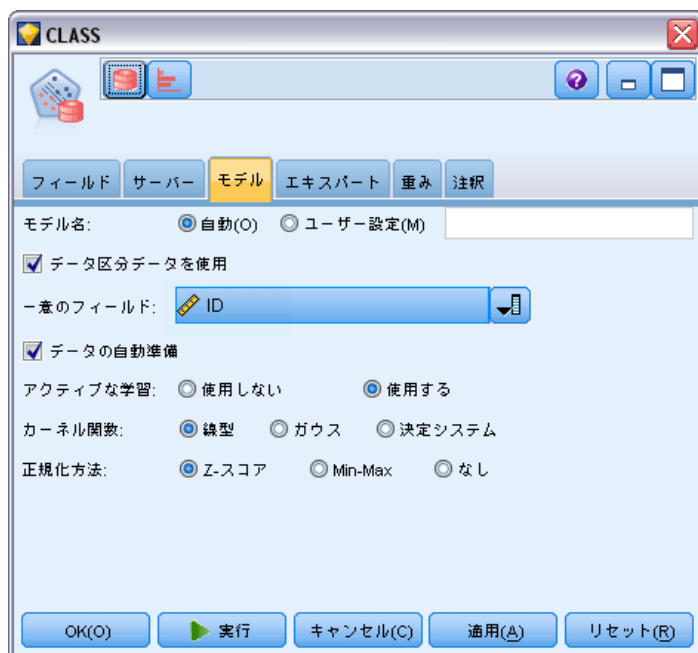 CLASS
フィールド サーバー モデル エキスパート 重み 注釈
モデル名: 自動(O) ユーザー設定(M)
データ区分データを使用
一意のフィールド: ID
データの自動準備
アクティブな学習: 使用しない 使用する
カーネル関数: 線型 ガウス 決定システム
正規化方法: Z-スコア Min-Max なし
OK(O) 実行 キャンセル(C) 適用(A) リセット(R)